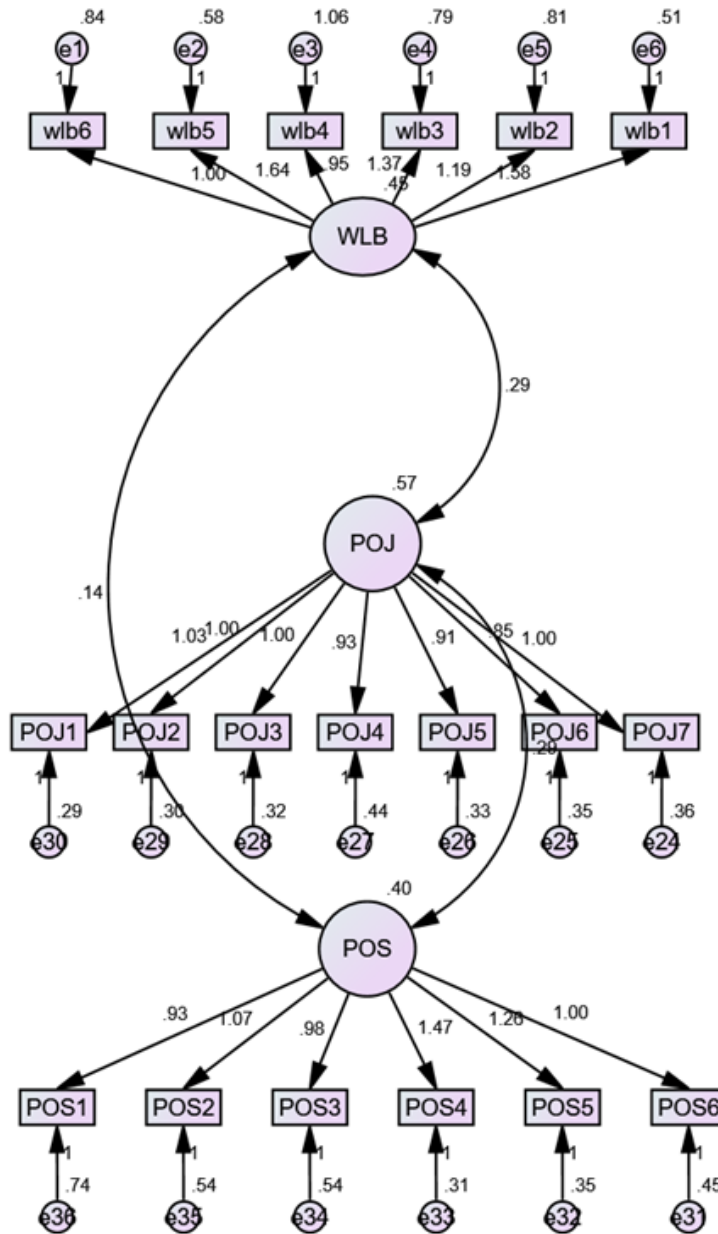 .84 .58 1.06 .79 .81 .51
e1 e2 e3 e4 e5 e6
1 1 1 1 1 1
wlb6 wlb5 wlb4 wlb3 wlb2 wlb1
1.00 1.64 .95 1.37 1.19 1.58
.45
WLB
.29
.57
POJ
.14
1.03 1.00 1.00 .93 .91 .85 1.00
POJ1 POJ2 POJ3 POJ4 POJ5 POJ6 POJ7
.29
1 1 1 1 1 1 1
.29 .30 .32 .44 .33 .35 .36
e30 e29 e28 e27 e26 e25 e24
.40
POS
.93 1.07 .98 1.47 1.26 1.00
POS1 POS2 POS3 POS4 POS5 POS6
1 1 1 1 1 1
.74 .54 .54 .31 .35 .45
e36 e35 e34 e33 e32 e31